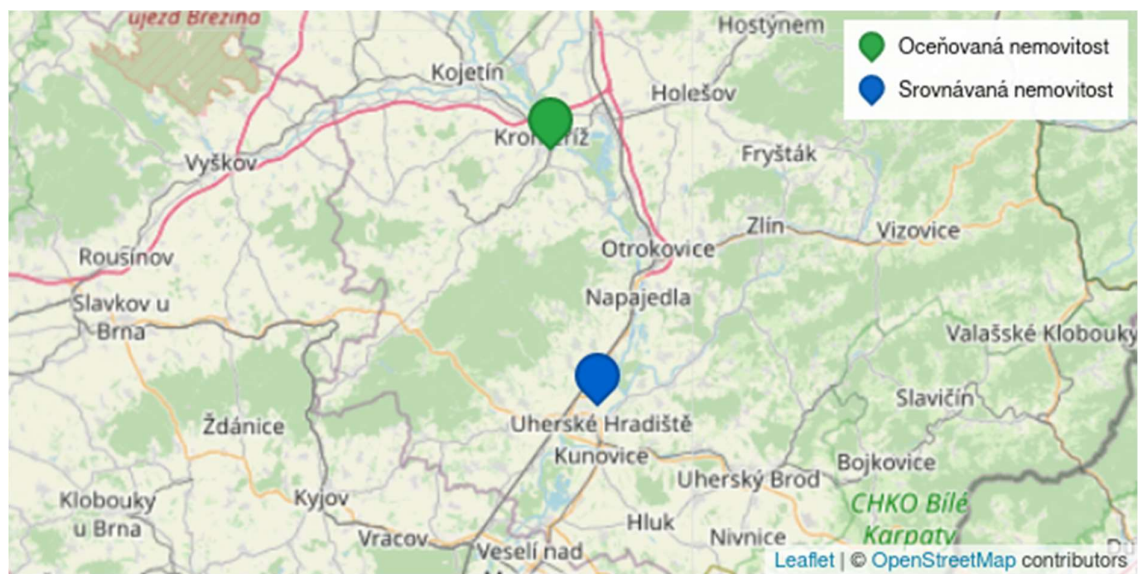 újezd Březina
Hostýnem
Oceňovaná nemovitost
Kojetín
Srovnávaná nemovitost
Holešov
Vyškov
Fryšták
Zlín
Vizovice
Rousínov
Otrokovice
Napajedla
Slavkov u
Brna
Valašské Klobouky
Slavičín
Ždánice
Uherské Hradiště
Kunovice
Bojkovice
Uherský Brod
Klobouky
u Brna
Kyjov
CHKO Bílé
Karpaty
Hluk
Nivnice
Vracov
Veselí nad
Leaflet | © OpenStreetMap contributors